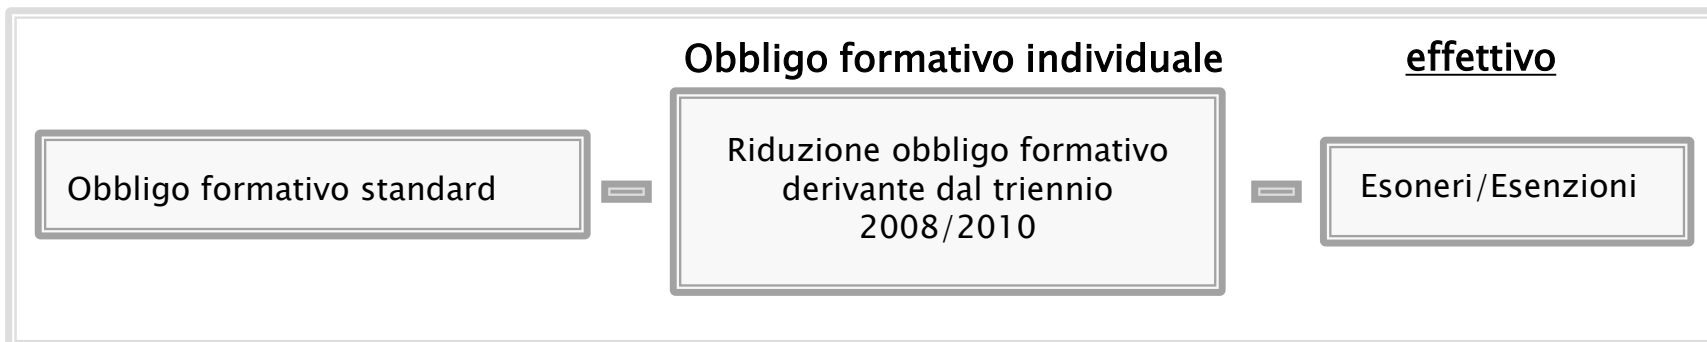 Obbligo formativo individuale effettivo
Obbligo formativo standard
Riduzione obbligo formativo
derivante dal triennio
2008/2010
Esoneri/Esenzioni